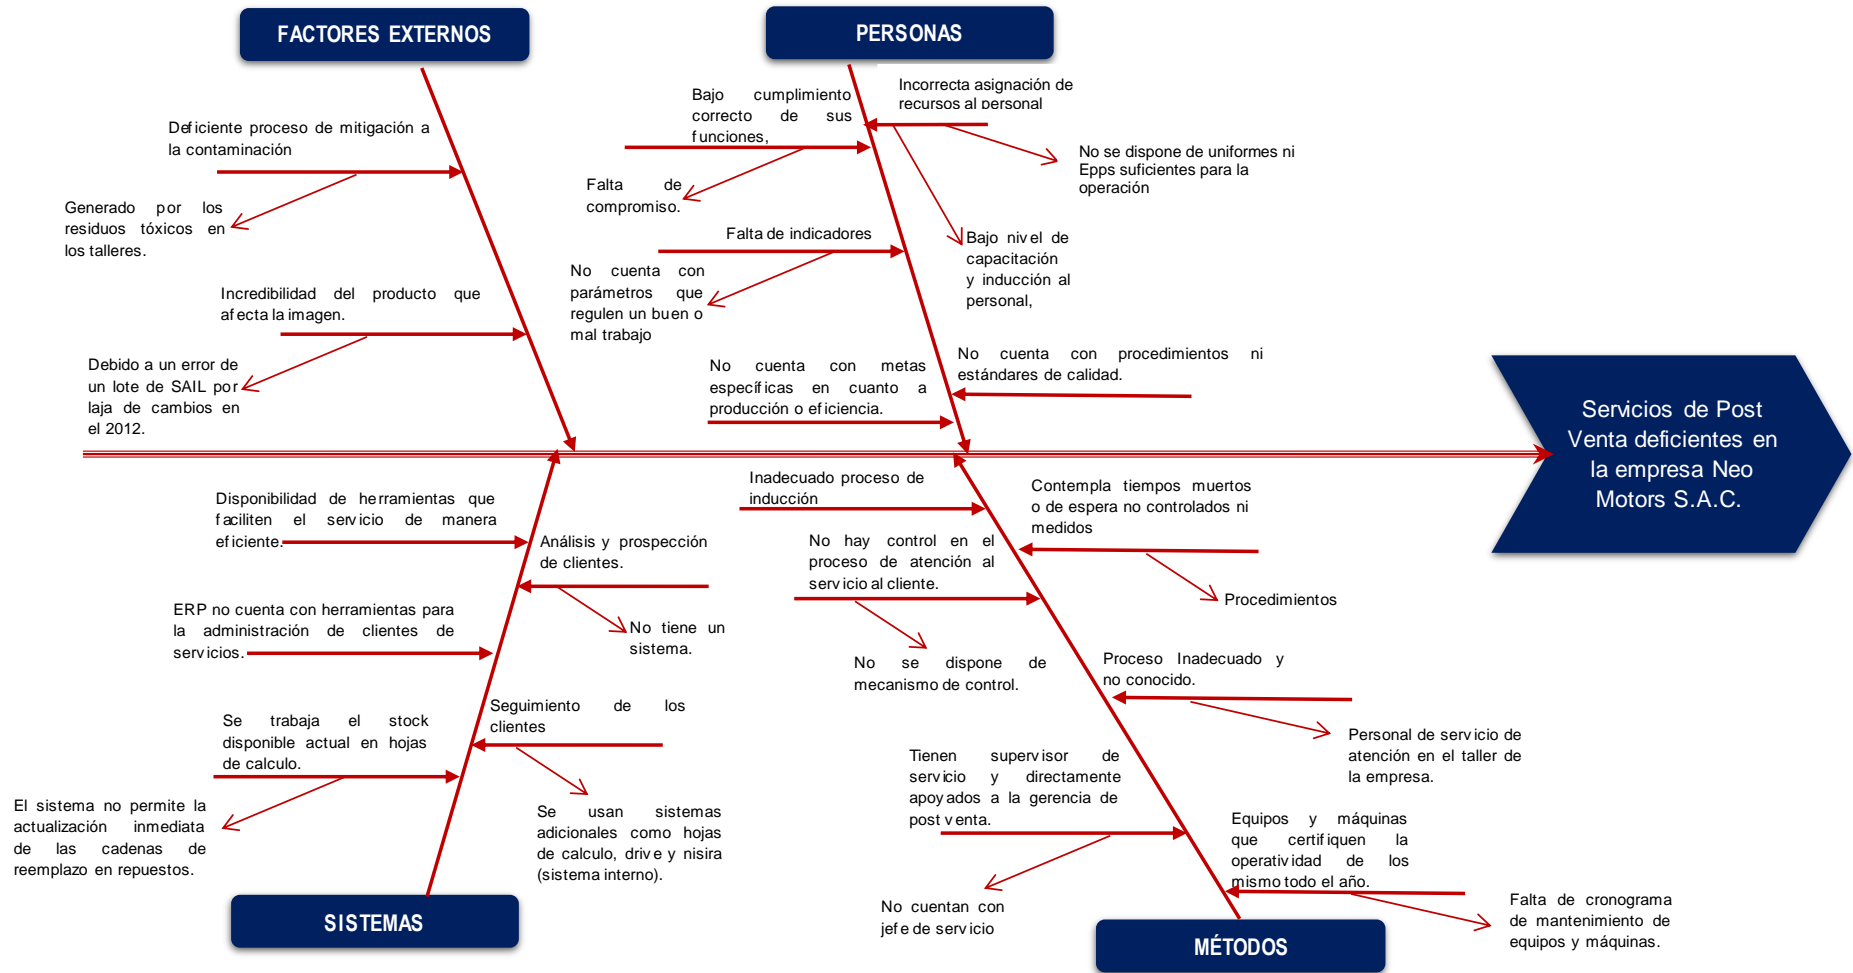 FACTORES EXTERNOS
PERSONAS
Deficiente proceso de mitigación a
la contaminación
Generado por los
residuos tóxicos en
los talleres.
Incredibilidad del producto que
afecta la imagen.
Debido a un error de
un lote de SAIL por
laja de cambios en
el 2012.
Bajo cumplimiento
correcto de sus
funciones,
Falta de
compromiso.
Incorrecta asignación de
recursos al personal
No se dispone de uniformes ni
Epps suficientes para la
operación
Bajo nivel de
capacitación
y inducción al
personal,
Falta de indicadores
No cuenta con
parámetros que
regulen un buen o
mal trabajo
No cuenta con metas
específicas en cuanto a
producción o eficiencia.
No cuenta con procedimientos ni
estándares de calidad.
Servicios de Post
Venta deficientes en
la empresa Neo
Motors S.A.C.
Disponibilidad de herramientas que
faciliten el servicio de manera
eficiente.
Análisis y prospección
de clientes.
No tiene un
sistema.
ERP no cuenta con herramientas para
la administración de clientes de
servicios.
Seguimiento de los
clientes
Se usan sistemas
adicionales como hojas
de calculo, drive y nisira
(sistema interno).
Se trabaja el stock
disponible actual en hojas
de calculo.
El sistema no permite la
actualización inmediata
de las cadenas de
reemplazo en repuestos.
SISTEMAS
Inadecuado proceso de
inducción
Contempla tiempos muertos
o de espera no controlados ni
medidos
Procedimientos
No hay control en el
proceso de atención al
servicio al cliente.
No se dispone de
mecanismo de control.
Proceso Inadecuado y
no conocido.
Personal de servicio de
atención en el taller de
la empresa.
Tienen supervisor de
servicio y directamente
apoyados a la gerencia de
post venta.
No cuentan con
jefe de servicio
Equipos y máquinas
que certifiquen la
operatividad de los
mismo todo el año.
Falta de cronograma
de mantenimiento de
equipos y máquinas.
MÉTODOS